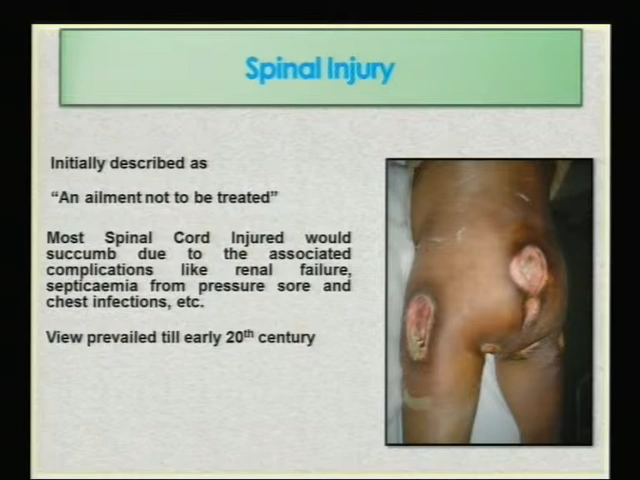 Spinal Injury
Initially described as
“An ailment not to be treated”
Most Spinal Cord Injured would
succumb due to the associated
complications like renal failure,
septicaemia from pressure sore and
chest infections, etc.
View prevailed till early 20th century